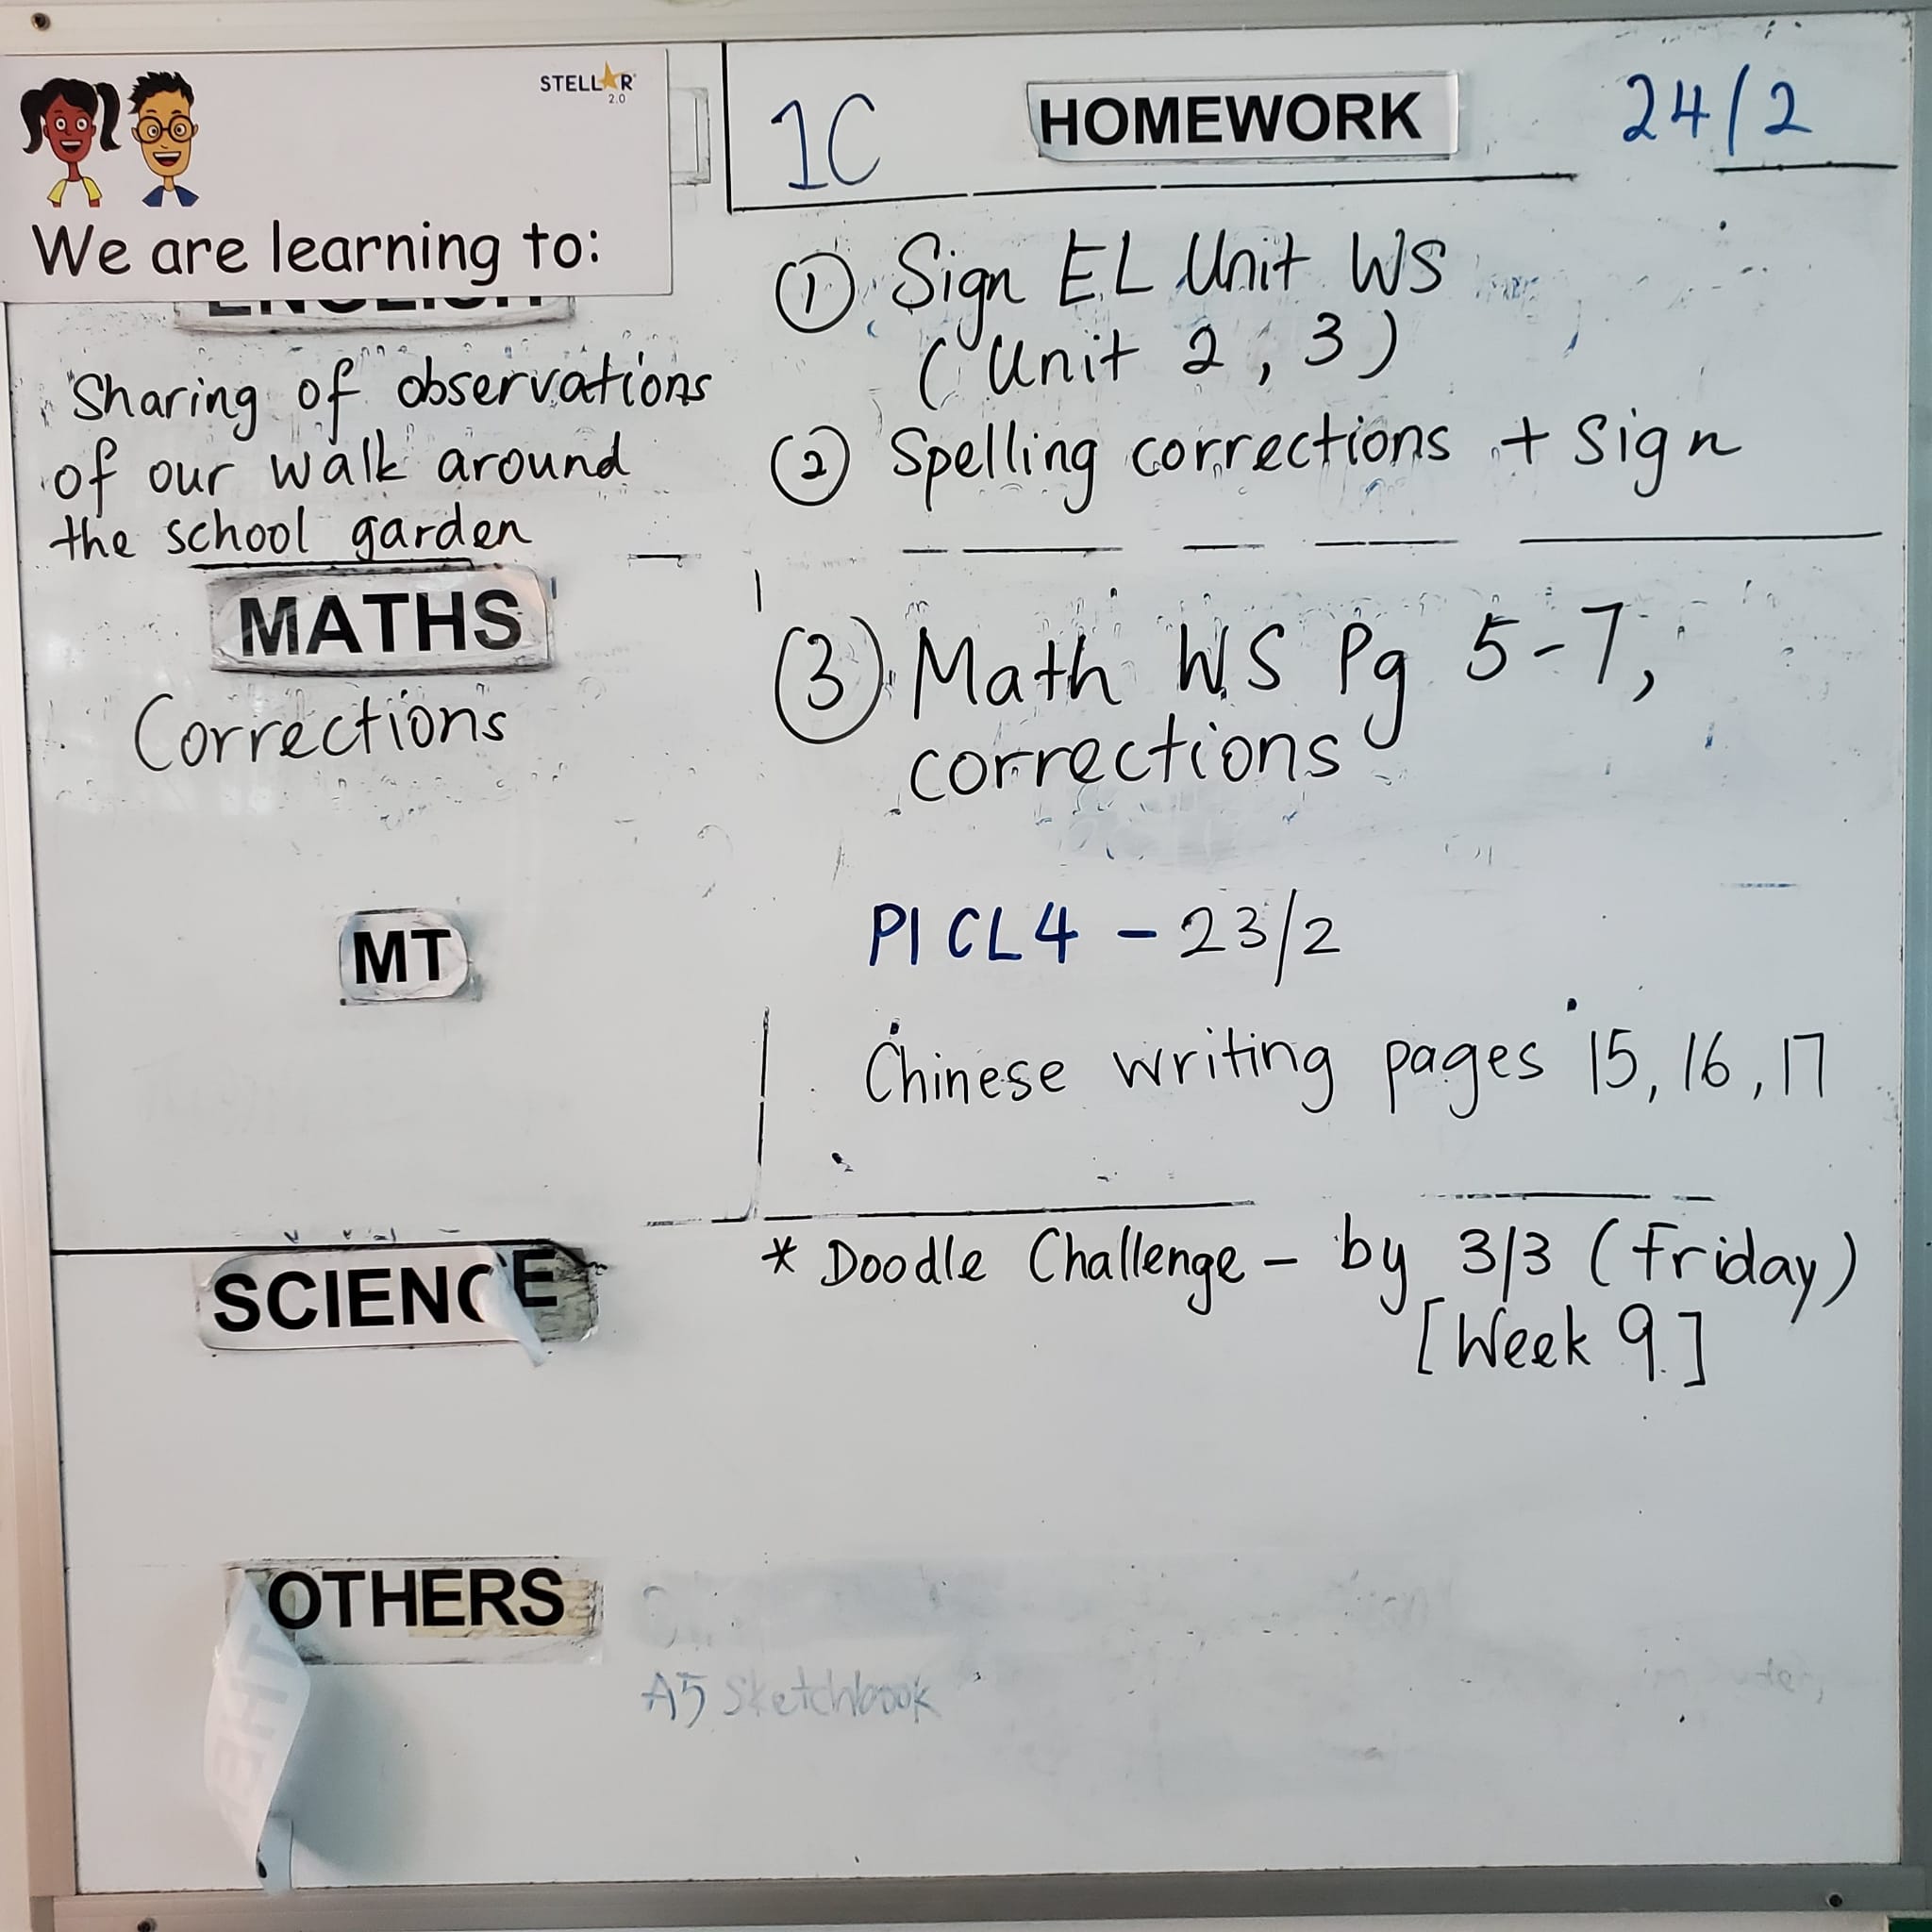 STELLAR
2.0
We are learning to:
ENGLISH
Sharing of observations
of our walk around
the school garden
MATHS
Corrections
MT
SCIENCE
OTHERS
1C HOMEWORK 24/2
① Sign EL Unit WS
(Unit 2, 3)
② Spelling corrections + Sign
③ Math WS Pg 5-7,
corrections
P1 CL4 - 23/2
Chinese writing pages 15, 16, 17
* Doodle Challenge - by 3/3 (Friday)
[Week 9]
A5 Sketchbook